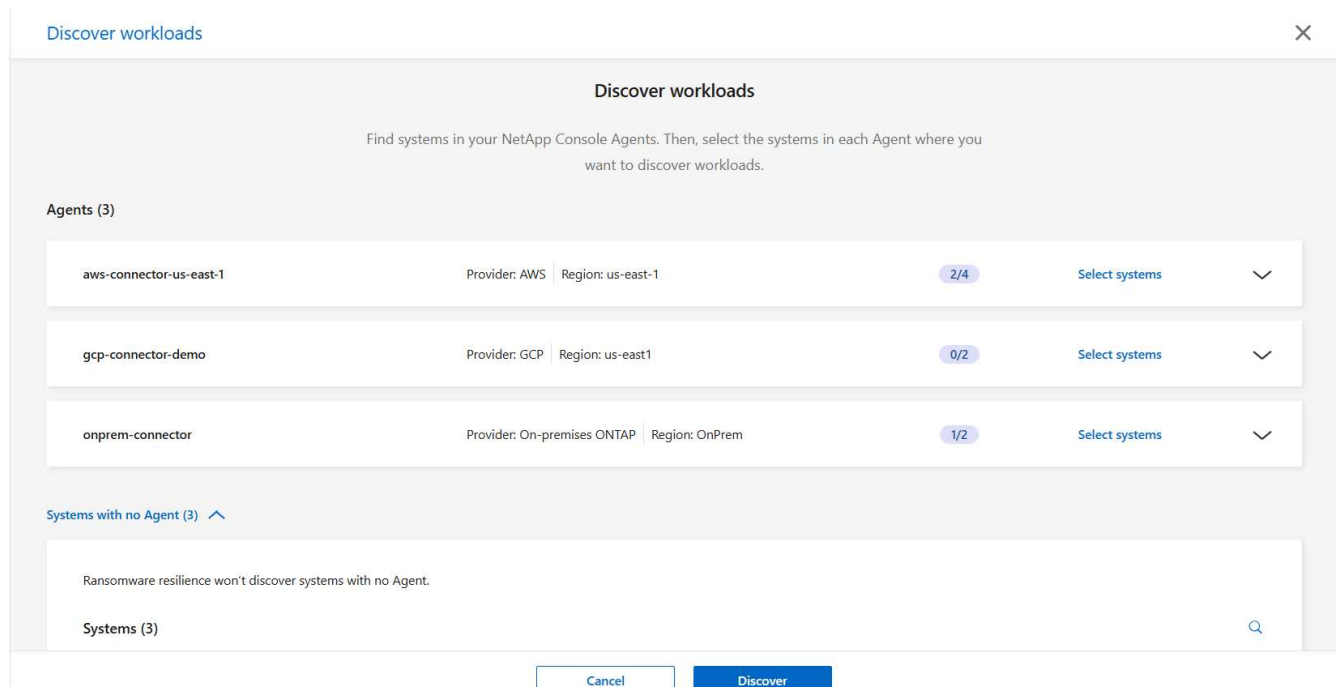 Discover workloads
Discover workloads
Find systems in your NetApp Console Agents. Then, select the systems in each Agent where you
want to discover workloads.
Agents (3)
aws-connector-us-east-1 Provider: AWS Region: us-east-1 2/4 Select systems
gcp-connector-demo Provider: GCP Region: us-east1 0/2 Select systems
onprem-connector Provider: On-premises ONTAP Region: OnPrem 1/2 Select systems
Systems with no Agent (3)
Ransomware resilience won't discover systems with no Agent.
Systems (3)
Cancel Discover